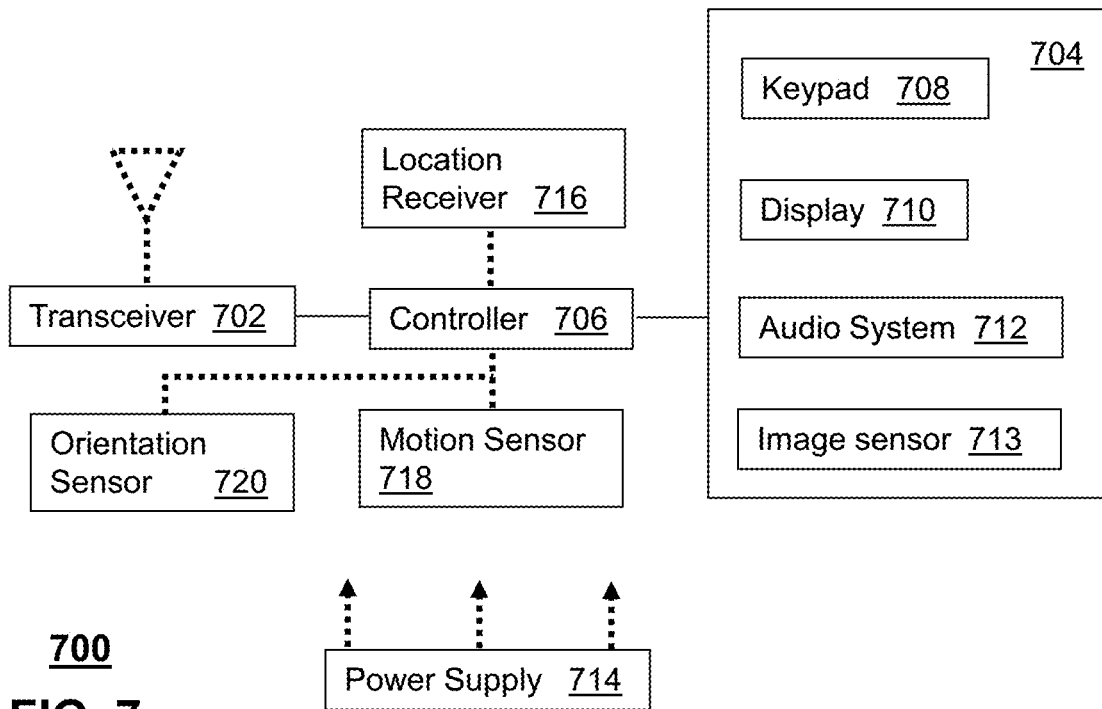 704
Keypad 708
Location
Receiver 716
Display 710
Transceiver 702
Controller 706
Audio System 712
Orientation
Sensor 720
Motion Sensor
718
Image sensor 713
700
Power Supply 714
FIG. 7